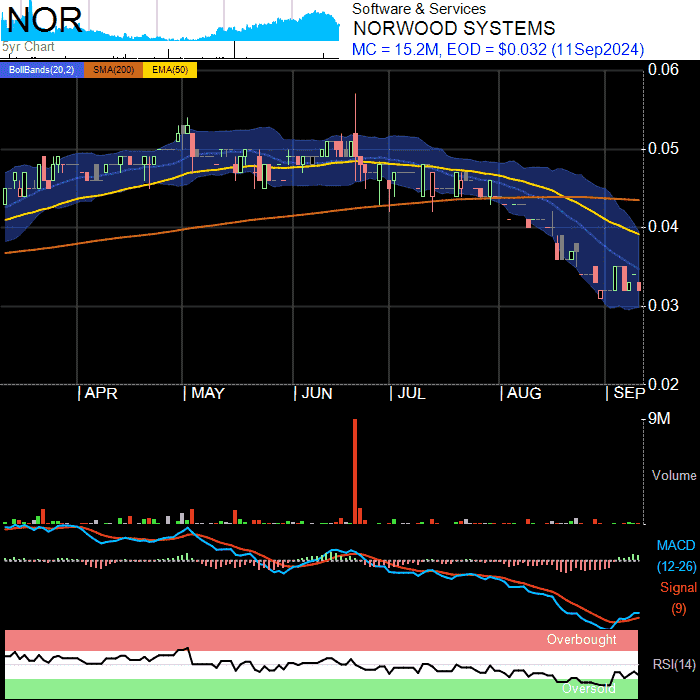 NOR
5yr Chart
Software & Services
NORWOOD SYSTEMS
MC = 15.2M, EOD = $0.032 (11Sep2024)
BollBands(20,2) SMA(200) EMA(50)
0.06
0.05
0.04
0.03
0.02
APR MAY JUN JUL AUG SEP
9M
Volume
MACD
(12-26)
Signal
(9)
Overbought
RSI(14)
Oversold